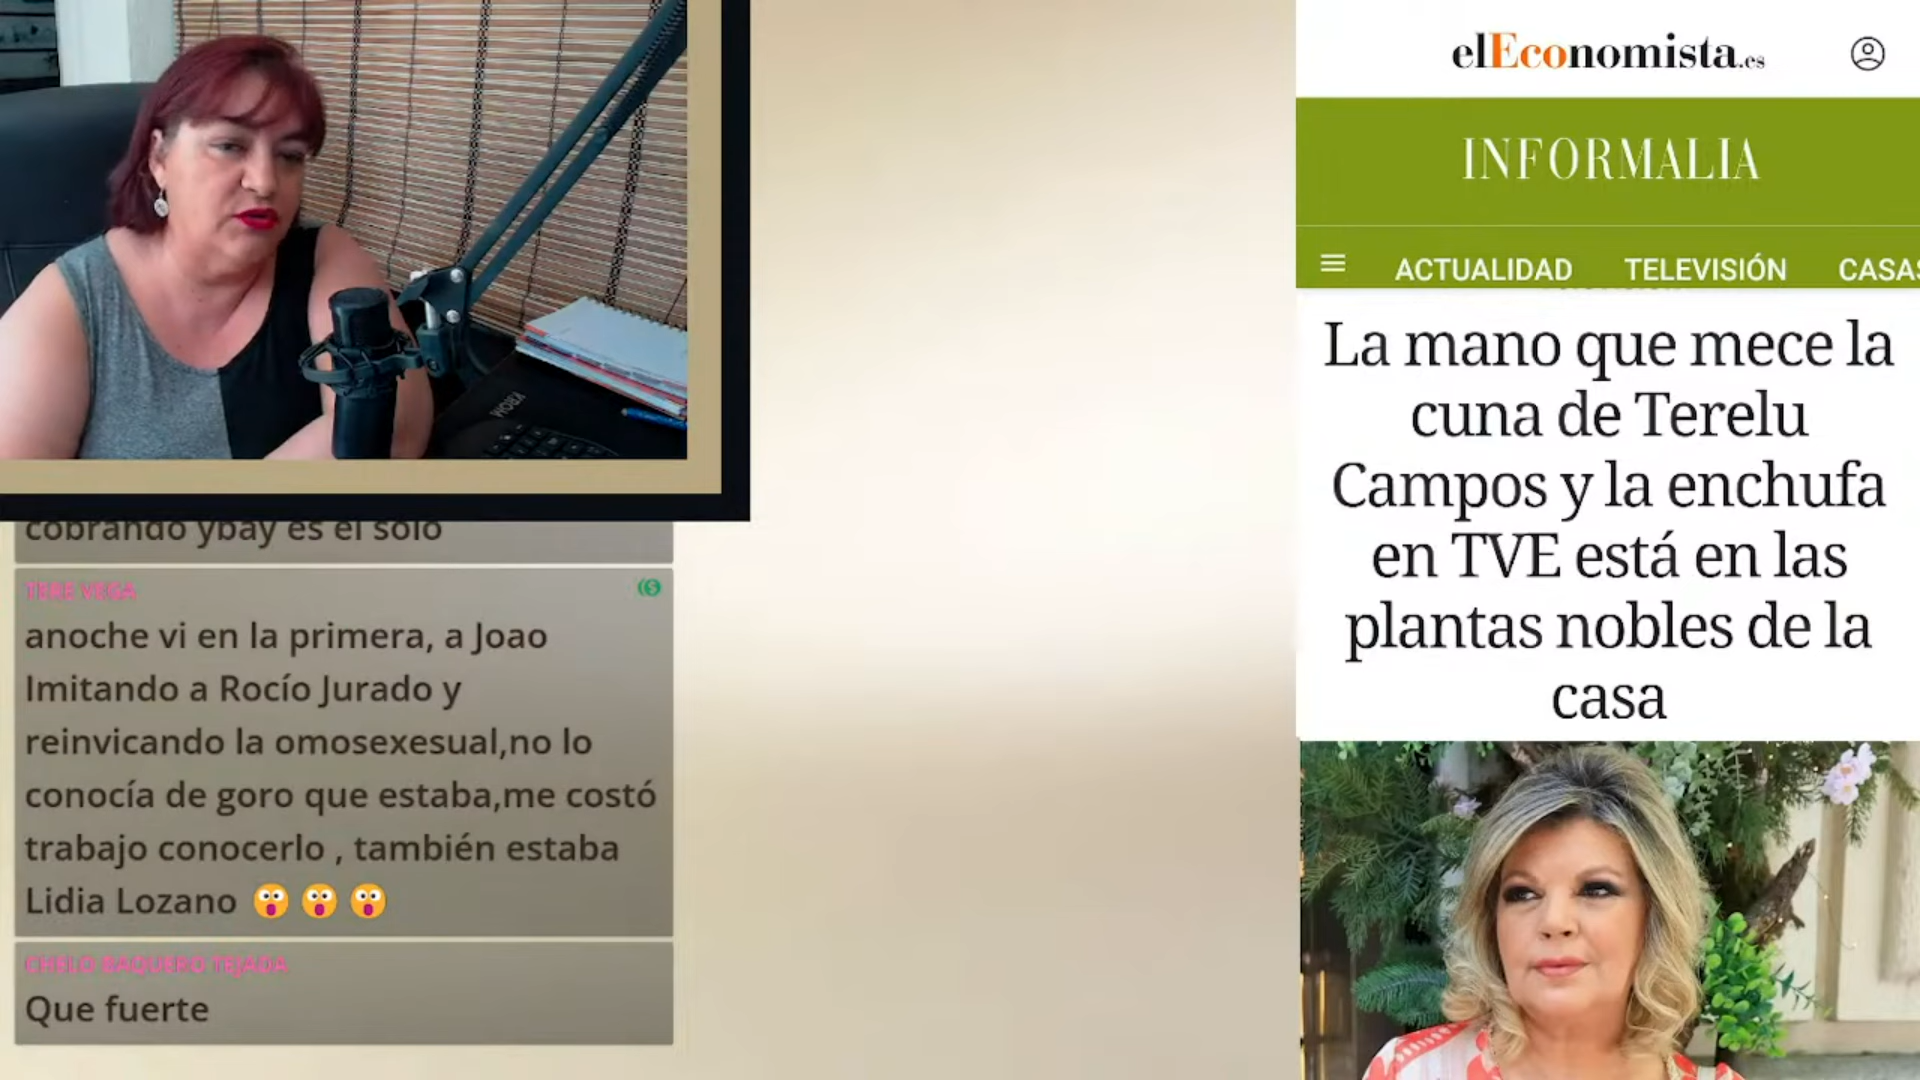 cobrando ybay es el solo
TERE VEGA
anoche vi en la primera, a Joao
Imitando a Rocío Jurado y
reinvicando la omosexesual,no lo
conocía de goro que estaba,me costó
trabajo conocerlo , también estaba
Lidia Lozano 😲😲😲
CHELO BAQUERO TEJADA
Que fuerte
elEconomista.es
INFORMALIA
ACTUALIDAD TELEVISIÓN CASAS
La mano que mece la
cuna de Terelu
Campos y la enchufa
en TVE está en las
plantas nobles de la
casa